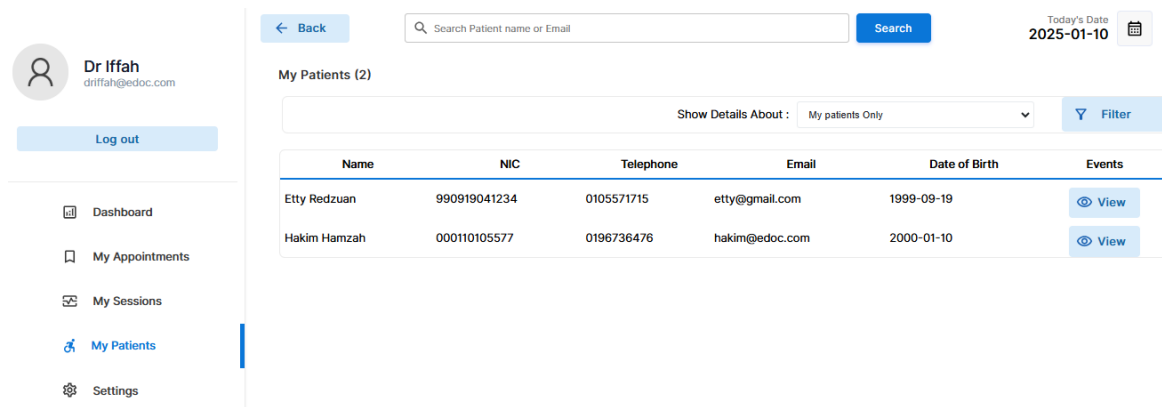 Dr Iffah
driffah@edoc.com
Log out
Dashboard
My Appointments
My Sessions
My Patients
Settings
Back
Search Patient name or Email
Search
Today's Date
2025-01-10
My Patients (2)
Show Details About : My patients Only Filter
Name NIC Telephone Email Date of Birth Events
Etty Redzuan 990919041234 0105571715 etty@gmail.com 1999-09-19 View
Hakim Hamzah 000110105577 0196736476 hakim@edoc.com 2000-01-10 View